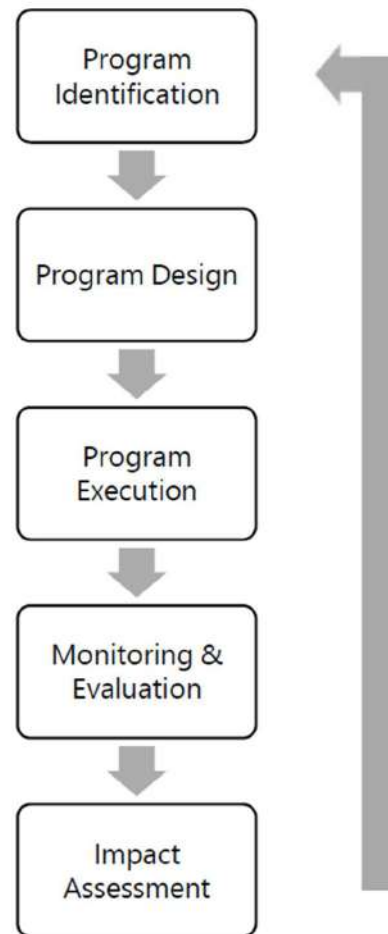 Program
Identification
Program Design
Program
Execution
Monitoring &
Evaluation
Impact
Assessment